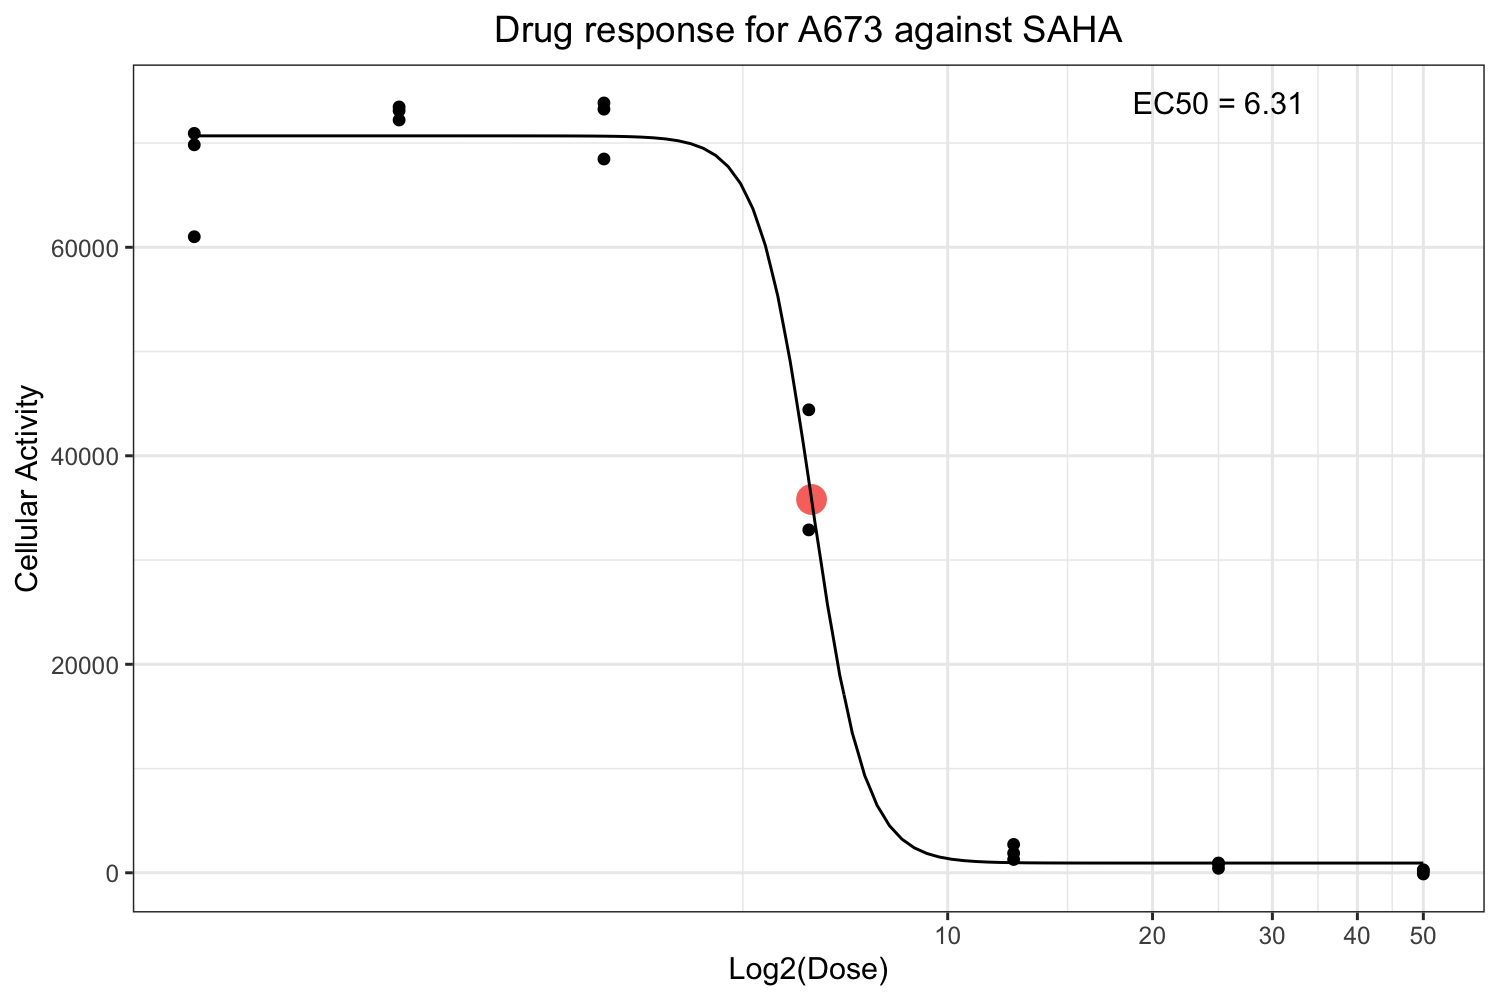 Drug response for A673 against SAHA
EC50 = 6.31
Cellular Activity
60000
40000
20000
0
10 20 30 40 50
Log2(Dose)